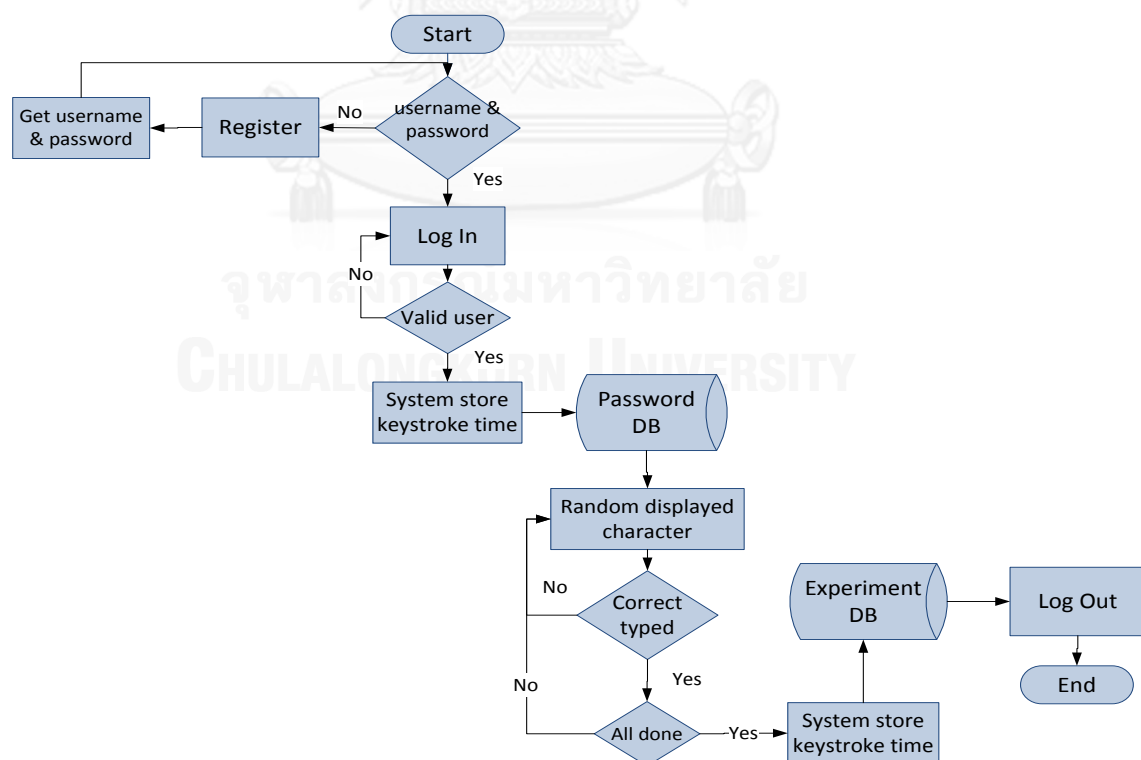 Start
username &
password
No
Register
Get username
& password
Yes
Log In
No
Valid user
Yes
System store
keystroke time
Password
DB
Random displayed
character
No
Correct
typed
Yes
No
All done
Yes
System store
keystroke time
Experiment
DB
Log Out
End
จุฬาลงกรณ์มหาวิทยาลัย
CHULALONGKORN UNIVERSITY